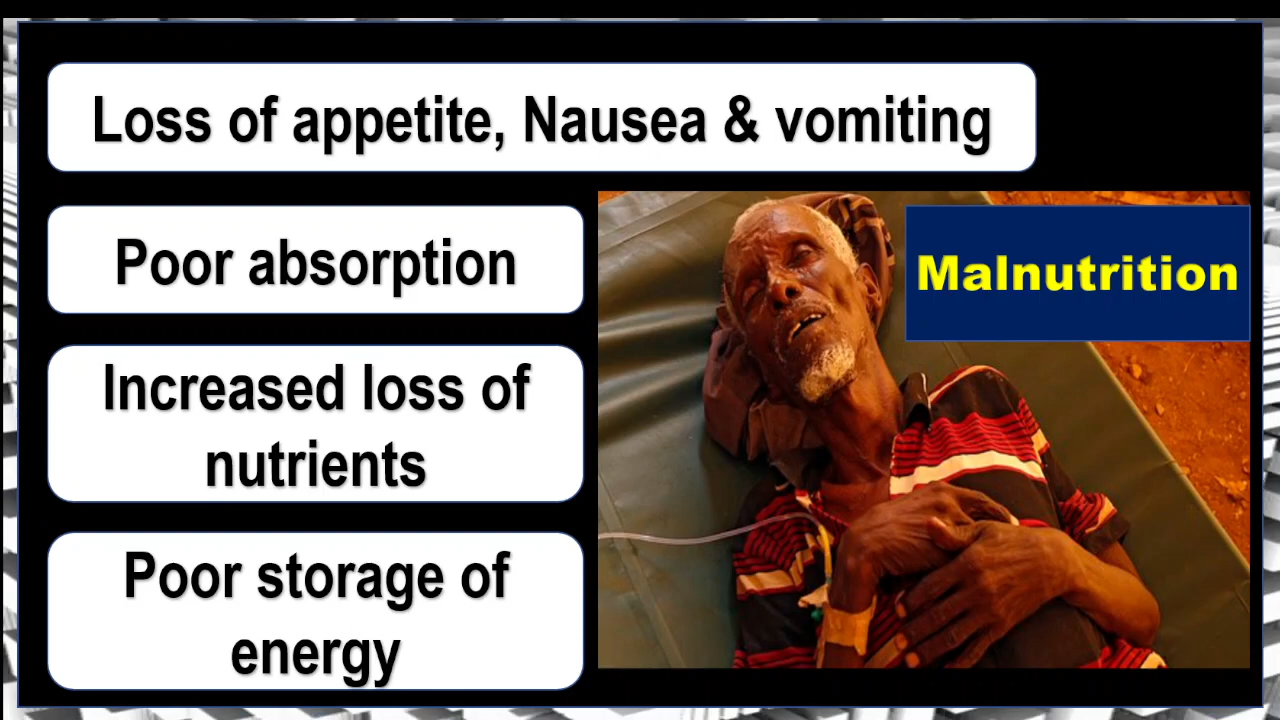 Loss of appetite, Nausea & vomiting
Poor absorption
Malnutrition
Increased loss of
nutrients
Poor storage of
energy